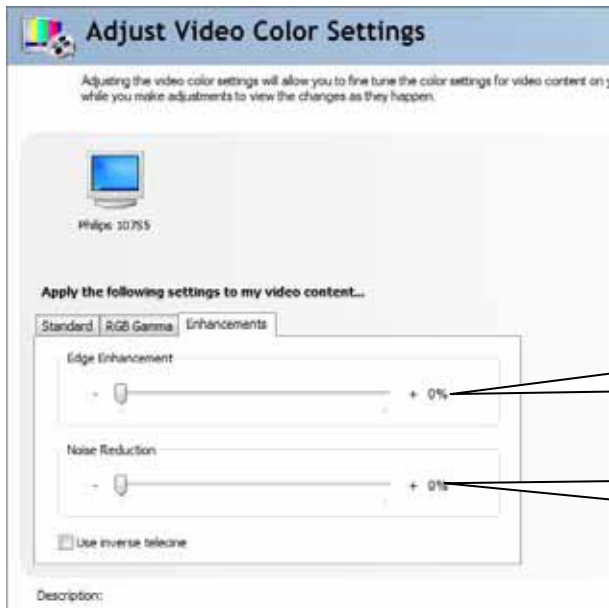 Adjust Video Color Settings
Adjusting the video color settings will allow you to fine tune the color settings for video content on
while you make adjustments to view the changes as they happen.
Philips 107S5
Apply the following settings to my video content...
Standard RGB Gamma Enhancements
Edge Enhancement
- + 0%
Noise Reduction
- + 0%
Use inverse telecine
Description: